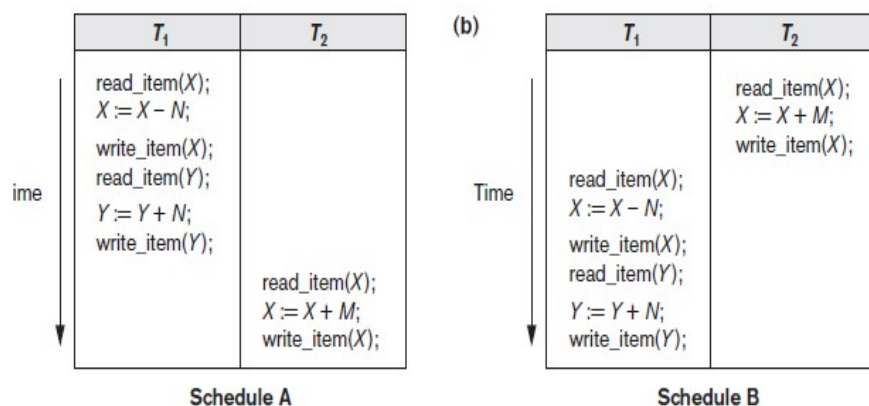 T₁
T₂
ime
read_item(X);
X := X – N;
write_item(X);
read_item(Y);
Y := Y + N;
write_item(Y);
read_item(X);
X := X + M;
write_item(X);
Schedule A
(b)
T₁
T₂
Time
read_item(X);
X := X + M;
write_item(X);
read_item(X);
X := X – N;
write_item(X);
read_item(Y);
Y := Y + N;
write_item(Y);
Schedule B